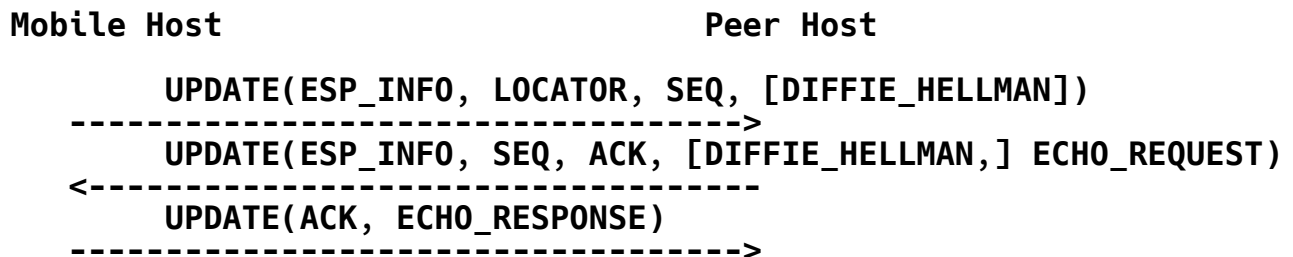 Mobile Host Peer Host
UPDATE(ESP_INFO, LOCATOR, SEQ, [DIFFIE_HELLMAN])
----------------------------------->
UPDATE(ESP_INFO, SEQ, ACK, [DIFFIE_HELLMAN,] ECHO_REQUEST)
<-----------------------------------
UPDATE(ACK, ECHO_RESPONSE)
----------------------------------->